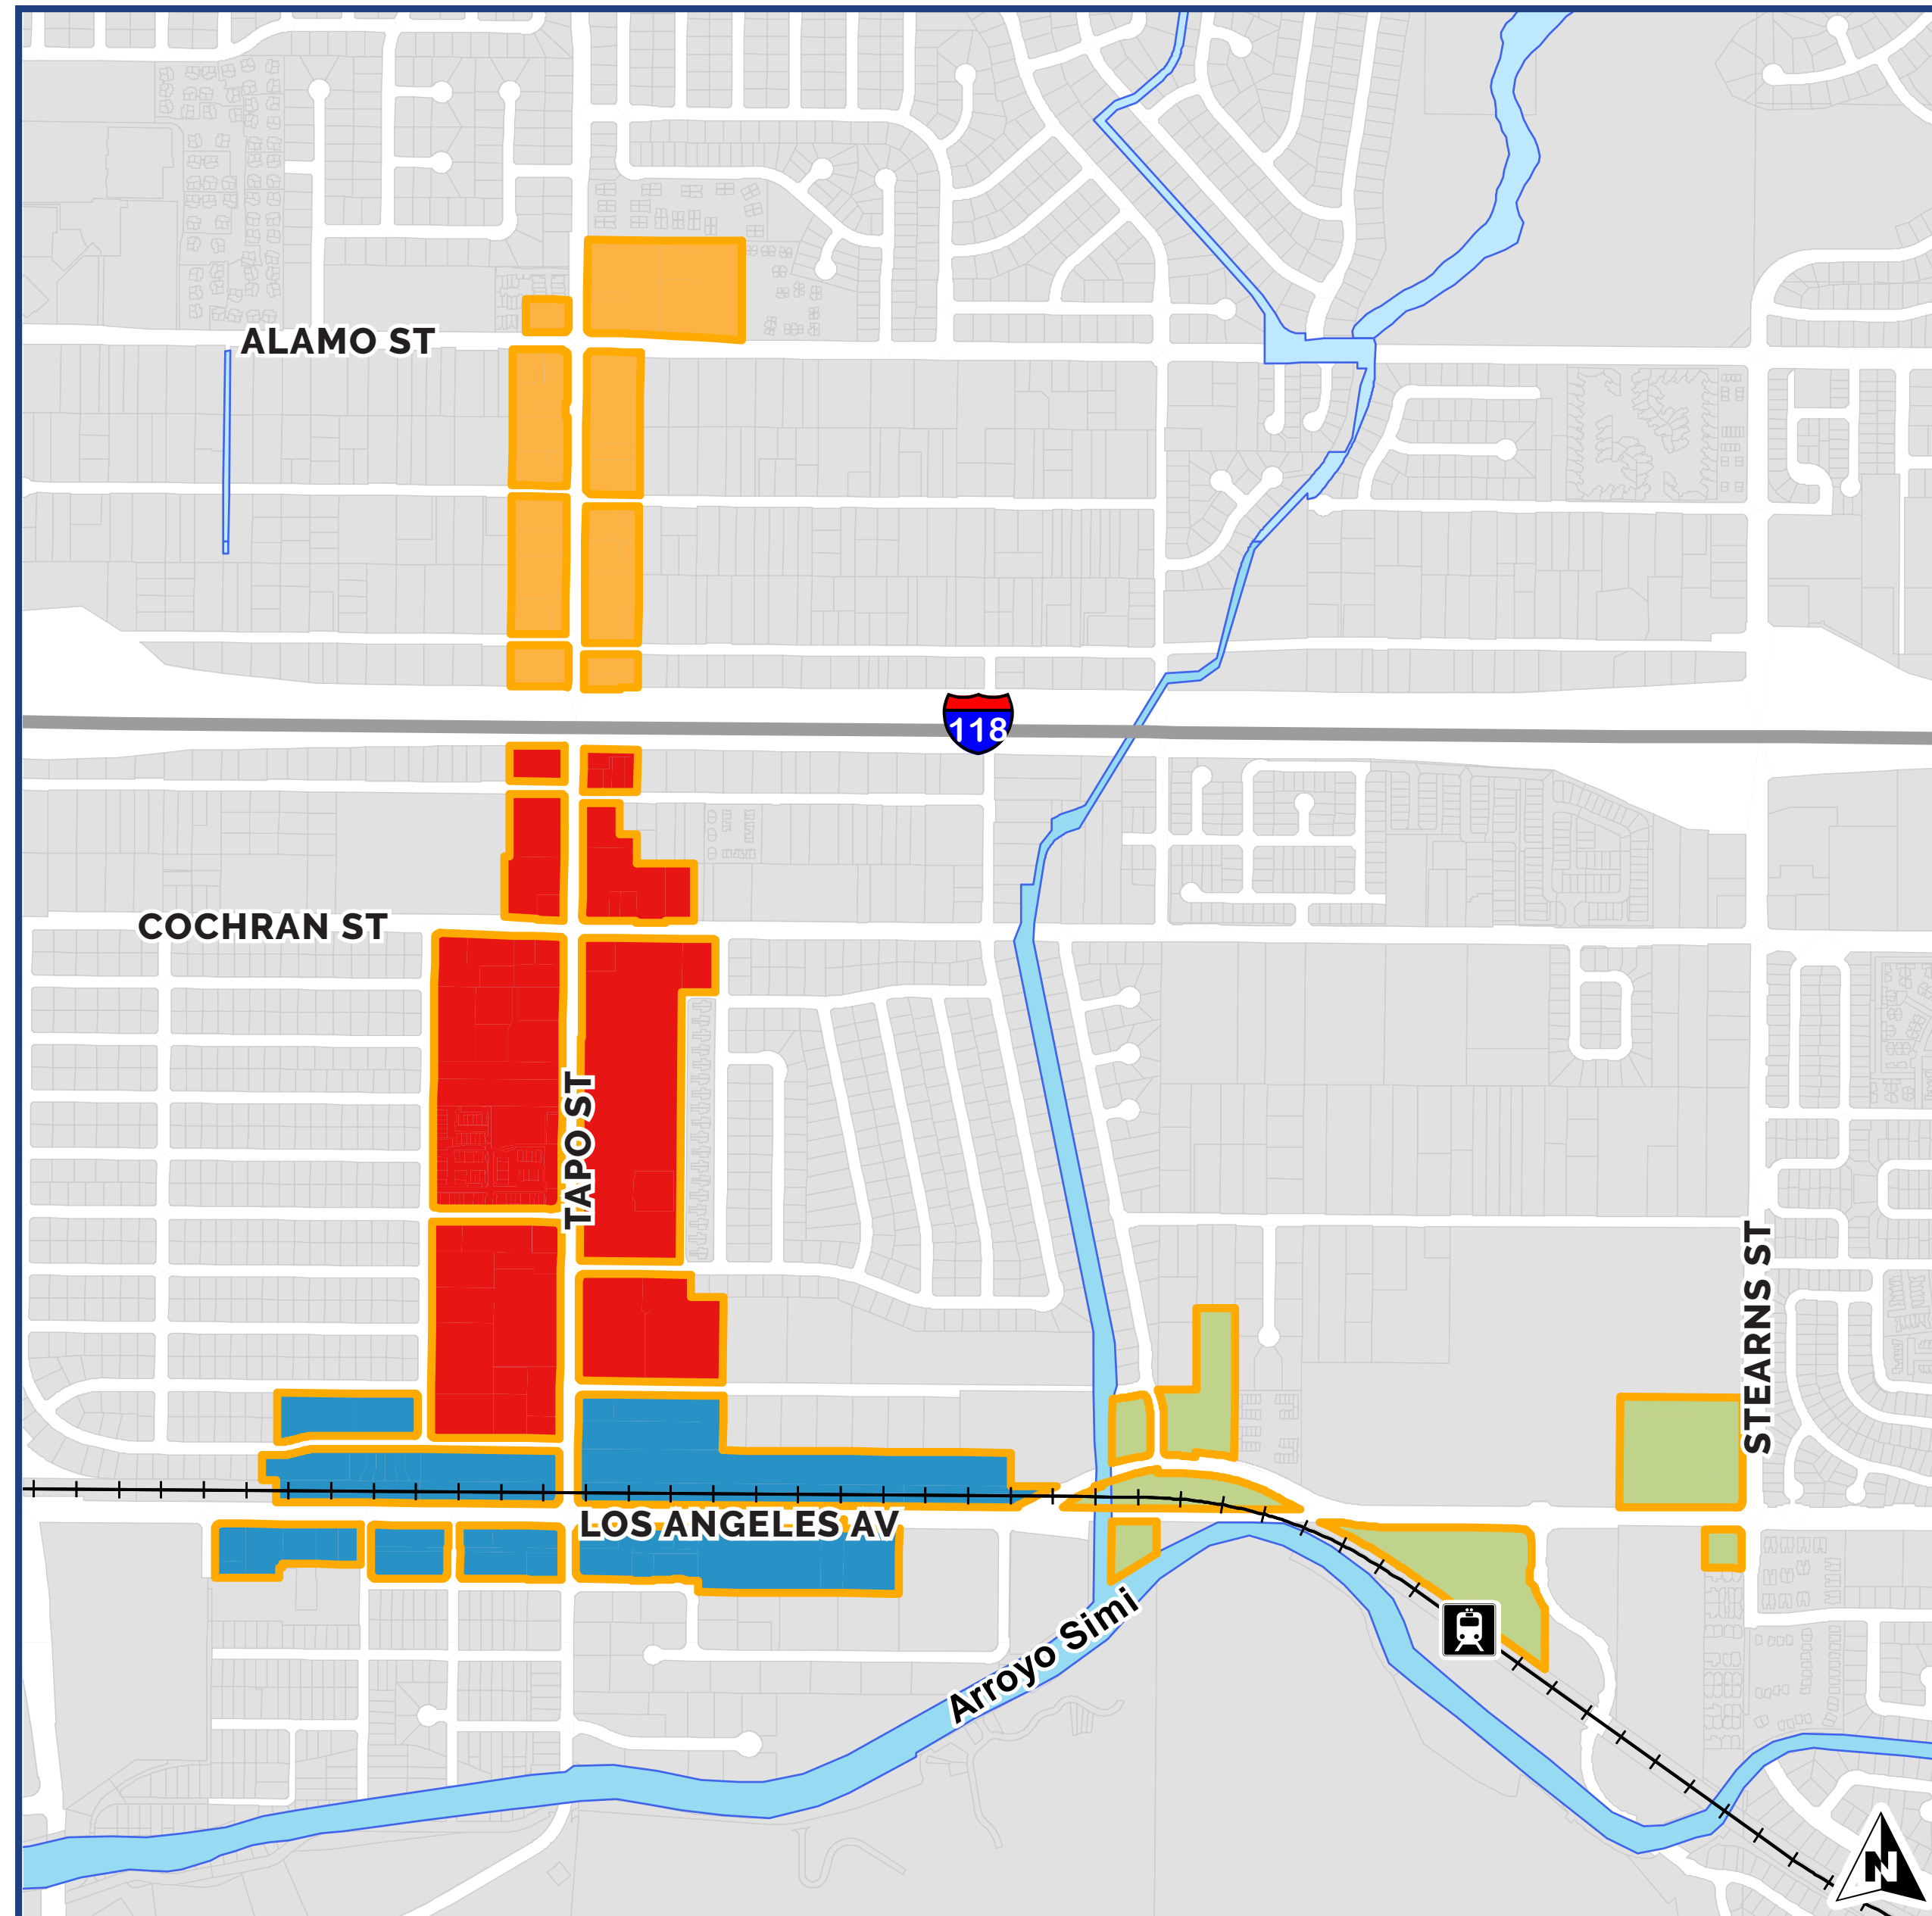 ALAMO ST
118
COCHRAN ST
TAPO ST
STEARNS ST
LOS ANGELES AV
Arroyo Simi
N